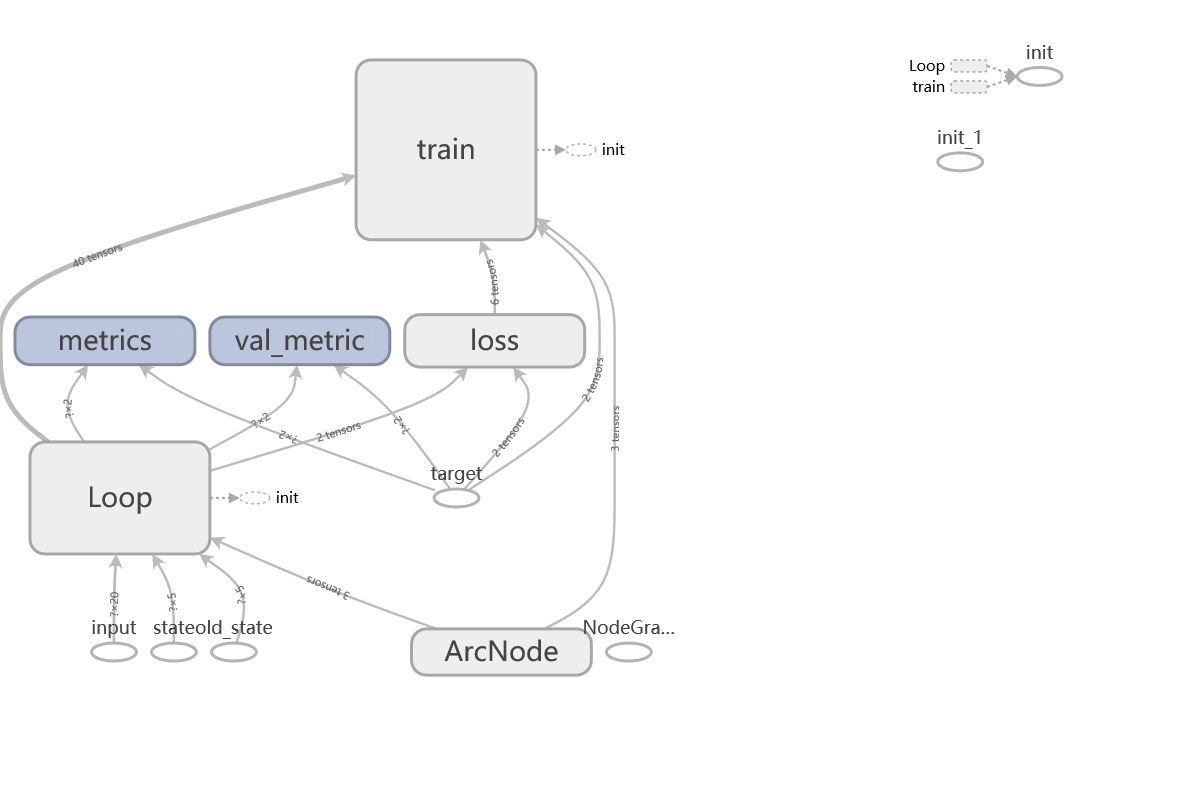 init
Loop
train
init_1
train
init
40 tensors
6 tensors
metrics
val_metric
loss
?×2
?×2
?×2
2 tensors
?×2
2 tensors
2 tensors
3 tensors
target
Loop
init
?×20
?×5
?×5
3 tensors
input
state
old_state
NodeGra...
ArcNode